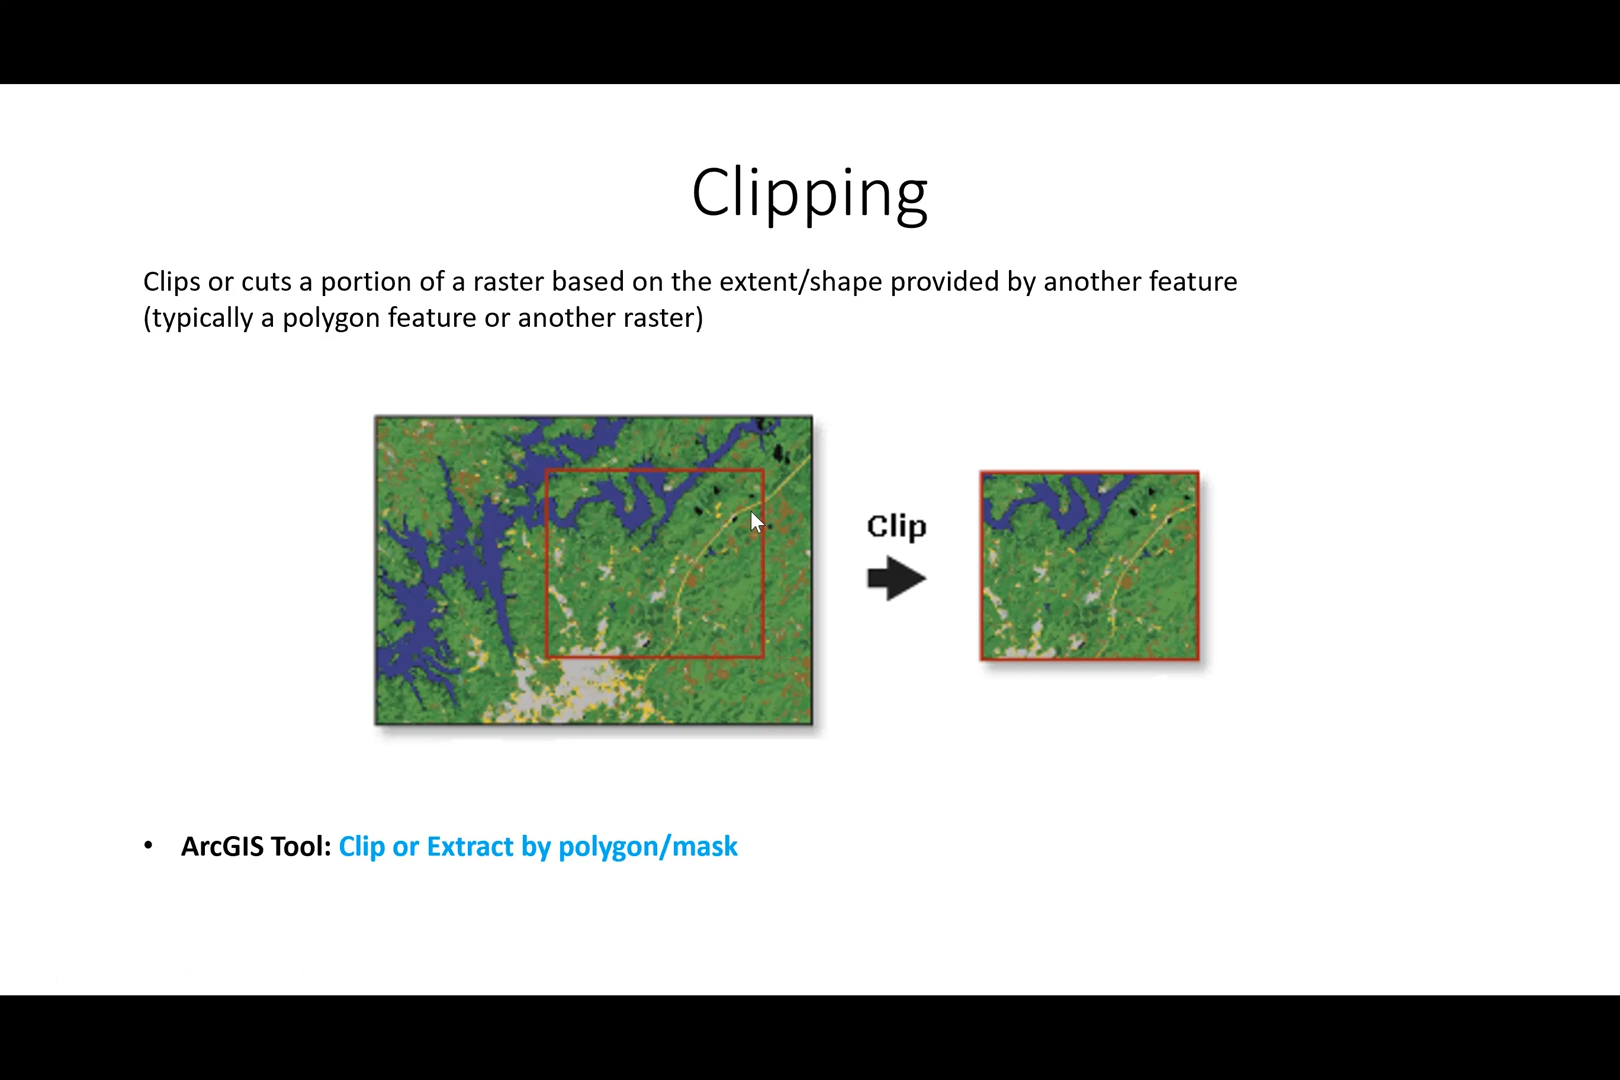 Clipping
Clips or cuts a portion of a raster based on the extent/shape provided by another feature
(typically a polygon feature or another raster)
Clip
• ArcGIS Tool: Clip or Extract by polygon/mask